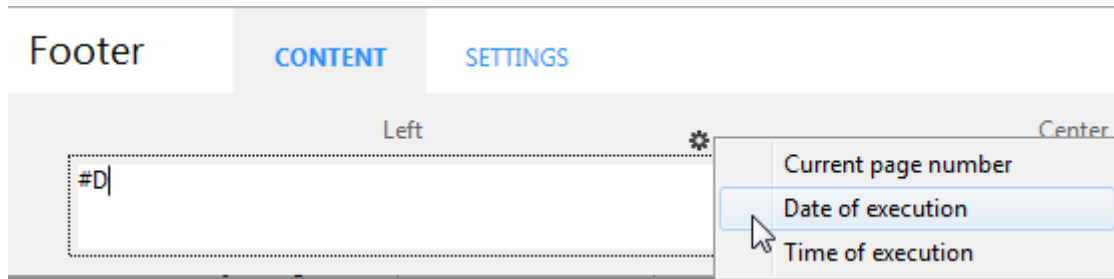 Footer CONTENT SETTINGS
Left Center
#D
Current page number
Date of execution
Time of execution